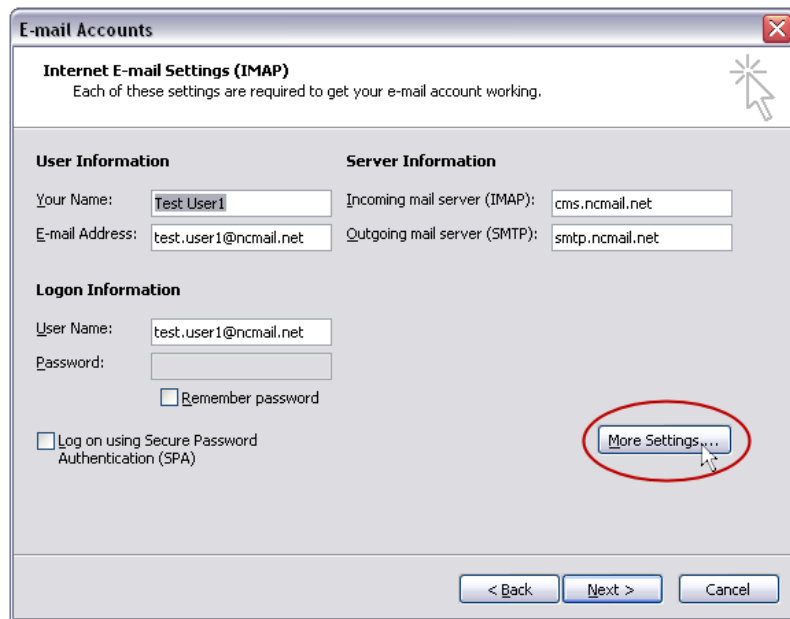 E-mail Accounts
Internet E-mail Settings (IMAP)
Each of these settings are required to get your e-mail account working.
User Information
Your Name: Test User1
E-mail Address: test.user1@ncmail.net
Server Information
Incoming mail server (IMAP): cms.ncmail.net
Outgoing mail server (SMTP): smtp.ncmail.net
Logon Information
User Name: test.user1@ncmail.net
Password:
Remember password
Log on using Secure Password
Authentication (SPA)
More Settings ...
< Back
Next >
Cancel